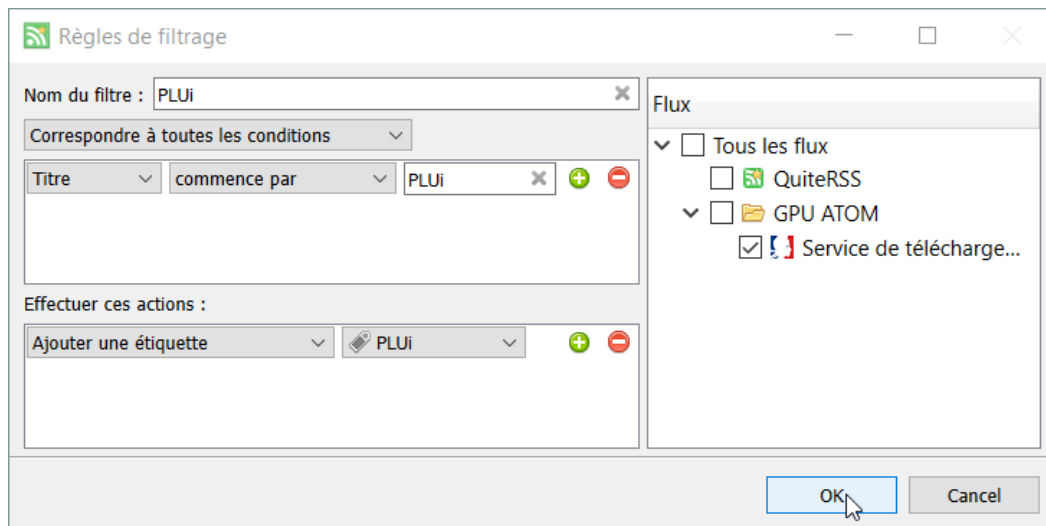 Règles de filtrage
Nom du filtre : PLUi
Correspondre à toutes les conditions
Titre commence par PLUi
Effectuer ces actions :
Ajouter une étiquette PLUi
Flux
Tous les flux
QuiteRSS
GPU ATOM
Service de télécharge...
OK Cancel